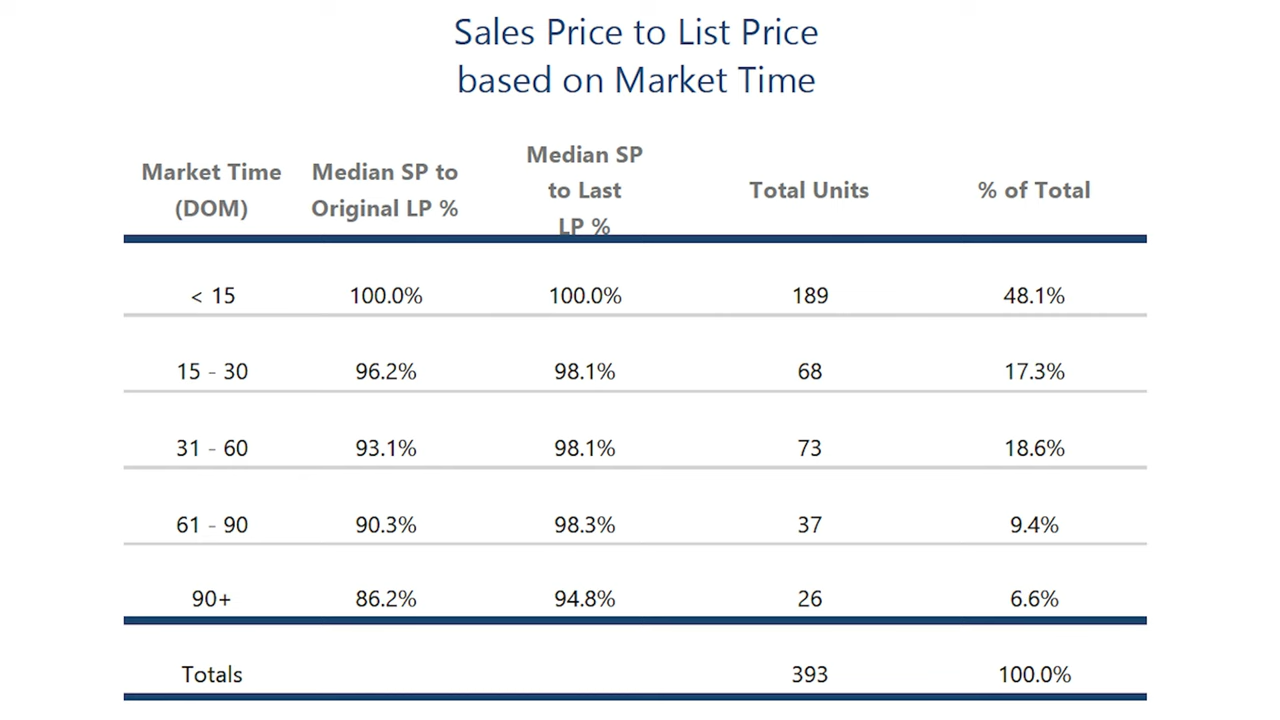 Sales Price to List Price
based on Market Time
Market Time (DOM) Median SP to Original LP % Median SP to Last LP % Total Units % of Total
< 15 100.0% 100.0% 189 48.1%
15 - 30 96.2% 98.1% 68 17.3%
31 - 60 93.1% 98.1% 73 18.6%
61 - 90 90.3% 98.3% 37 9.4%
90+ 86.2% 94.8% 26 6.6%
Totals 393 100.0%